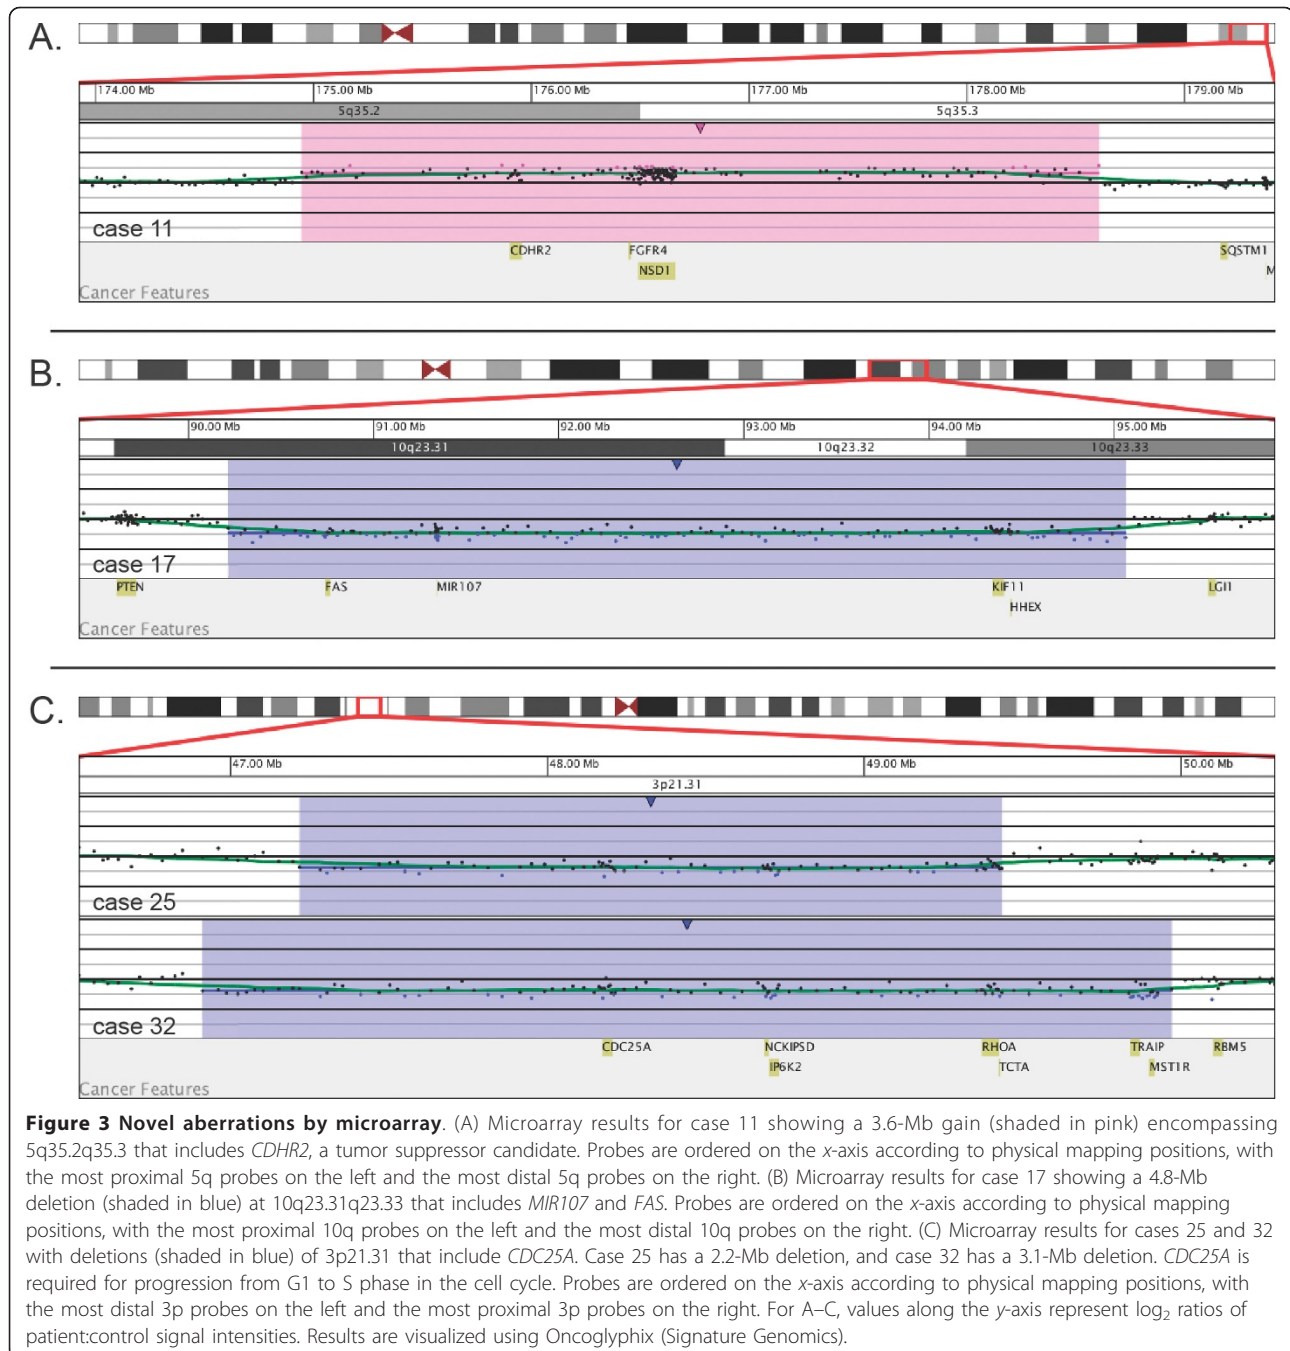 A.
174.00 Mb 175.00 Mb 176.00 Mb 177.00 Mb 178.00 Mb 179.00 Mb
5q35.2 5q35.3
case 11
CDHR2 FGFR4 SQSTM1
NSD1 M
Cancer Features
B.
90.00 Mb 91.00 Mb 92.00 Mb 93.00 Mb 94.00 Mb 95.00 Mb
10q23.31 10q23.32 10q23.33
case 17
PTEN FAS MIR107 KIF11 LGI1
HHEX
Cancer Features
C.
47.00 Mb 48.00 Mb 49.00 Mb 50.00 Mb
3p21.31
case 25
case 32
CDC25A NCKIPSD RHOA TRAIP RBM5
IP6K2 TCTA MST1R
Cancer Features
Figure 3 Novel aberrations by microarray. (A) Microarray results for case 11 showing a 3.6-Mb gain (shaded in pink) encompassing
5q35.2q35.3 that includes CDHR2, a tumor suppressor candidate. Probes are ordered on the x-axis according to physical mapping positions, with
the most proximal 5q probes on the left and the most distal 5q probes on the right. (B) Microarray results for case 17 showing a 4.8-Mb
deletion (shaded in blue) at 10q23.31q23.33 that includes MIR107 and FAS. Probes are ordered on the x-axis according to physical mapping
positions, with the most proximal 10q probes on the left and the most distal 10q probes on the right. (C) Microarray results for cases 25 and 32
with deletions (shaded in blue) of 3p21.31 that include CDC25A. Case 25 has a 2.2-Mb deletion, and case 32 has a 3.1-Mb deletion. CDC25A is
required for progression from G1 to S phase in the cell cycle. Probes are ordered on the x-axis according to physical mapping positions, with
the most distal 3p probes on the left and the most proximal 3p probes on the right. For A–C, values along the y-axis represent log₂ ratios of
patient:control signal intensities. Results are visualized using Oncoglyphix (Signature Genomics).